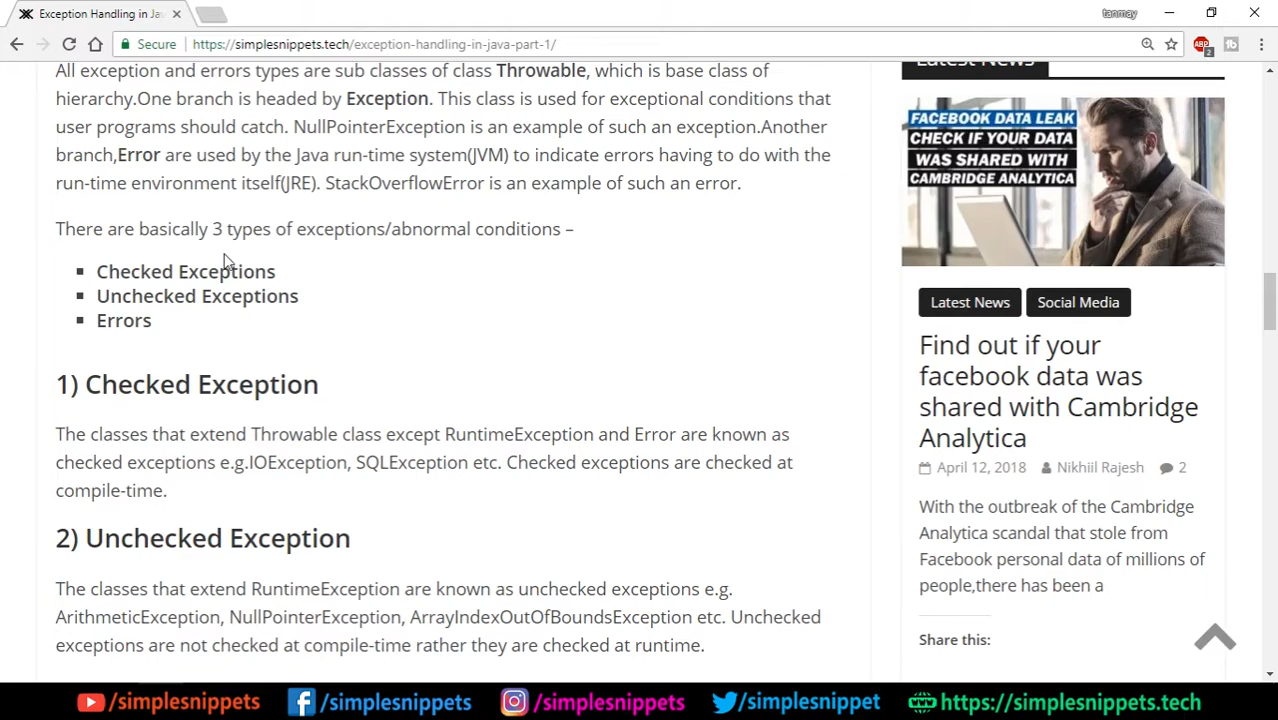 Exception Handling in Jav
tanmay
Secure
https://simplesnippets.tech/exception-handling-in-java-part-1/
ABP
2
All exception and errors types are sub classes of class Throwable, which is base class of
hierarchy.One branch is headed by Exception. This class is used for exceptional conditions that
user programs should catch. NullPointerException is an example of such an exception.Another
branch,Error are used by the Java run-time system(JVM) to indicate errors having to do with the
run-time environment itself(JRE). StackOverflowError is an example of such an error.
There are basically 3 types of exceptions/abnormal conditions –
Checked Exceptions
Unchecked Exceptions
Errors
1) Checked Exception
The classes that extend Throwable class except RuntimeException and Error are known as
checked exceptions e.g.IOException, SQLException etc. Checked exceptions are checked at
compile-time.
2) Unchecked Exception
The classes that extend RuntimeException are known as unchecked exceptions e.g.
ArithmeticException, NullPointerException, ArrayIndexOutOfBoundsException etc. Unchecked
exceptions are not checked at compile-time rather they are checked at runtime.
Latest News
FACEBOOK DATA LEAK
CHECK IF YOUR DATA
WAS SHARED WITH
CAMBRIDGE ANALYTICA
Latest News
Social Media
Find out if your
facebook data was
shared with Cambridge
Analytica
April 12, 2018
Nikhiil Rajesh
2
With the outbreak of the Cambridge
Analytica scandal that stole from
Facebook personal data of millions of
people,there has been a
Share this:
/simplesnippets
/simplesnippets
/simplesnippets
/simplesnippet
https://simplesnippets.tech